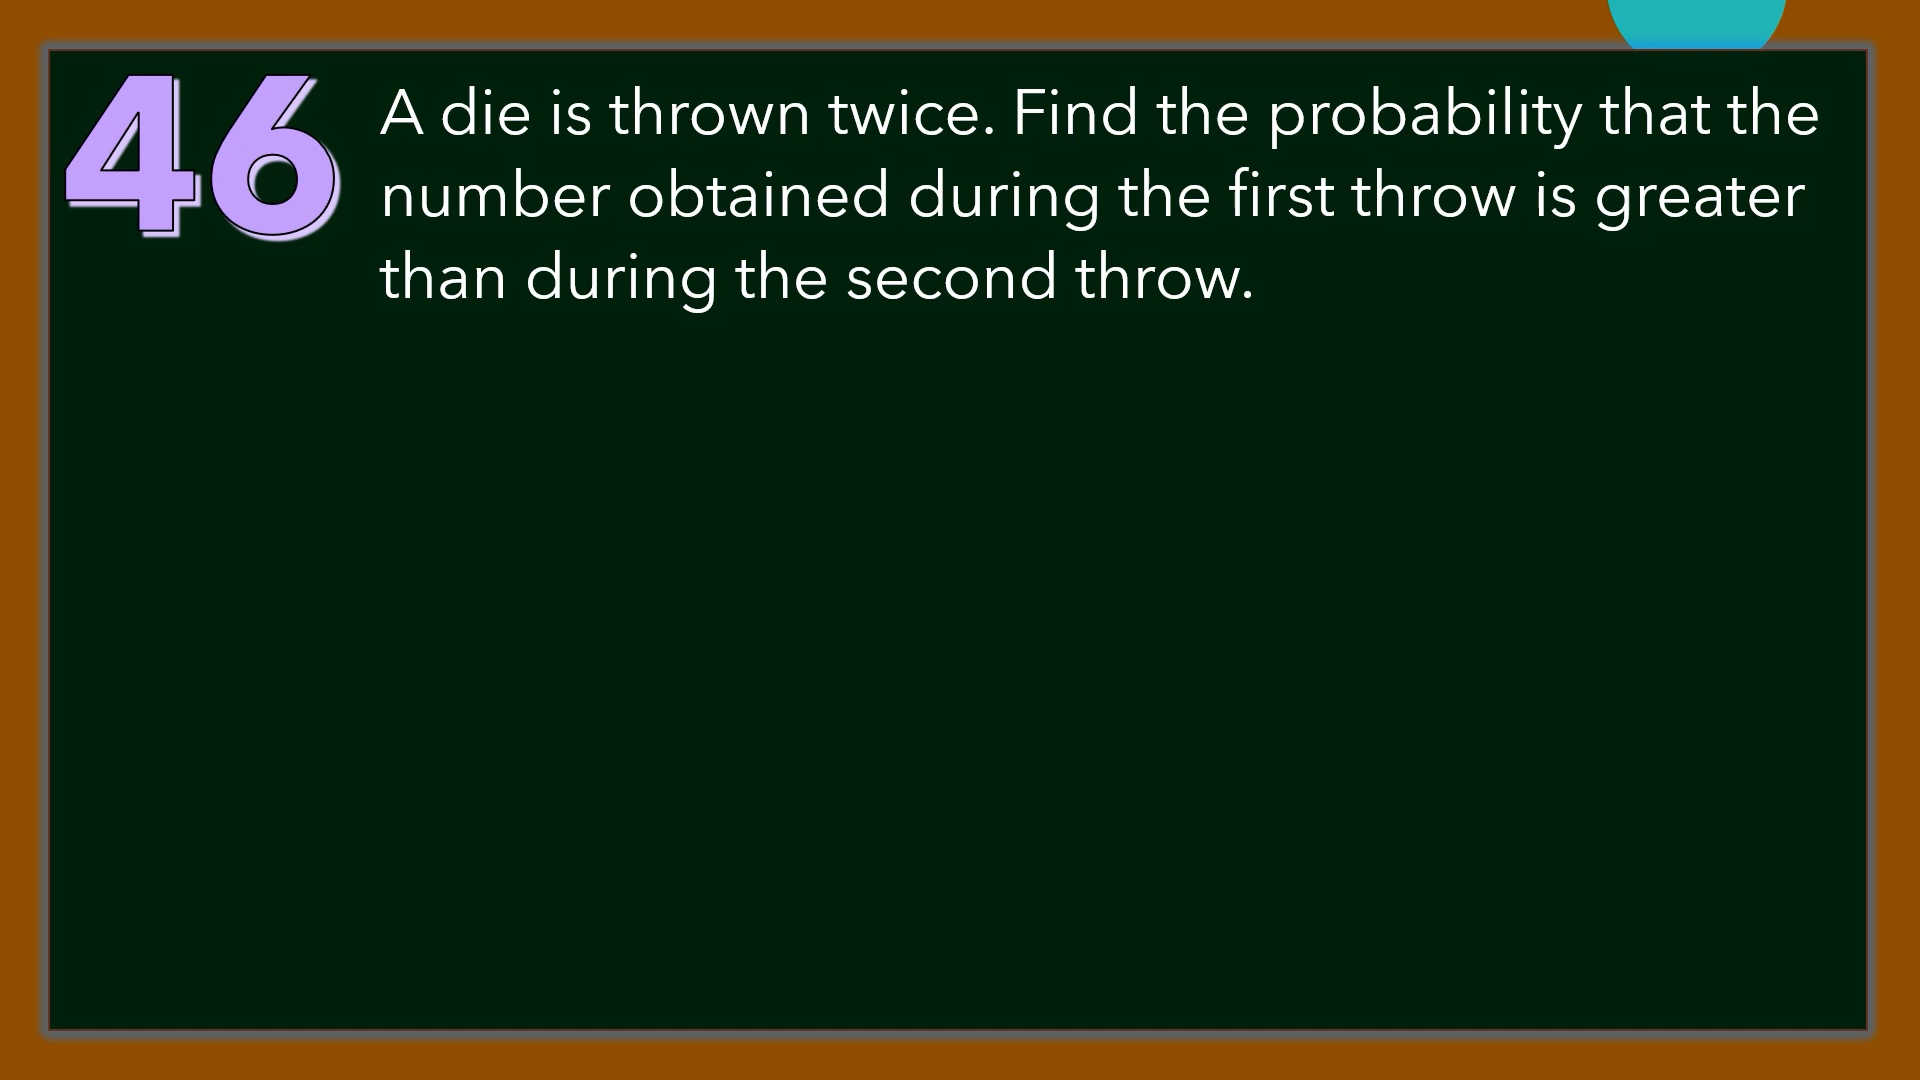 46
A die is thrown twice. Find the probability that the
number obtained during the first throw is greater
than during the second throw.